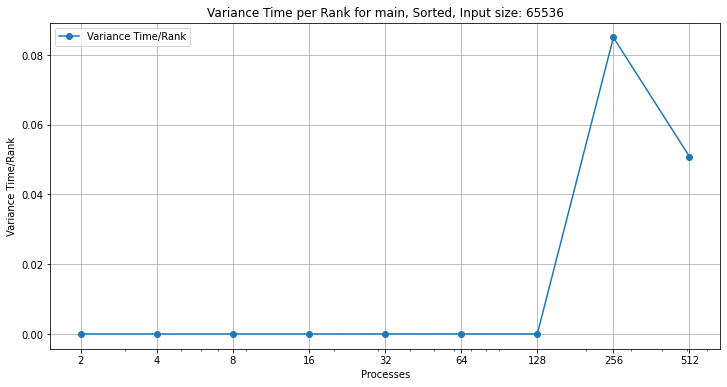 Variance Time per Rank for main, Sorted, Input size: 65536
Variance Time/Rank
0.08
0.06
0.04
0.02
0.00
Variance Time/Rank
2 4 8 16 32 64 128 256 512
Processes